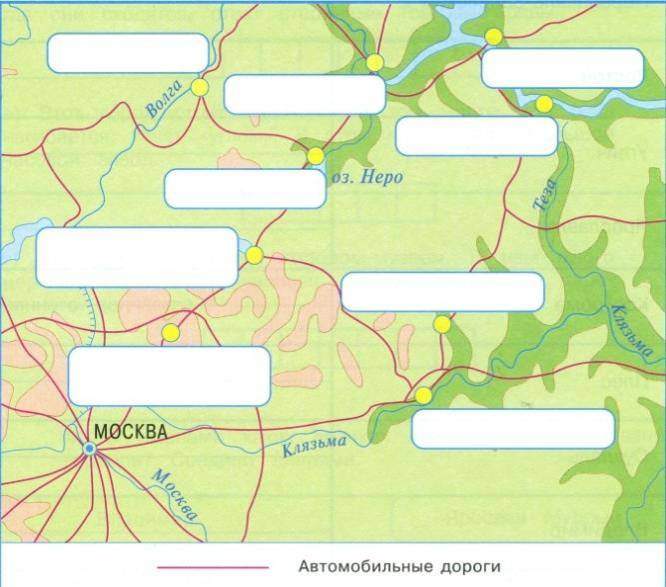 Волга
оз. Неро
Теза
Клязьма
МОСКВА
Клязьма
Москва
Автомобильные дороги